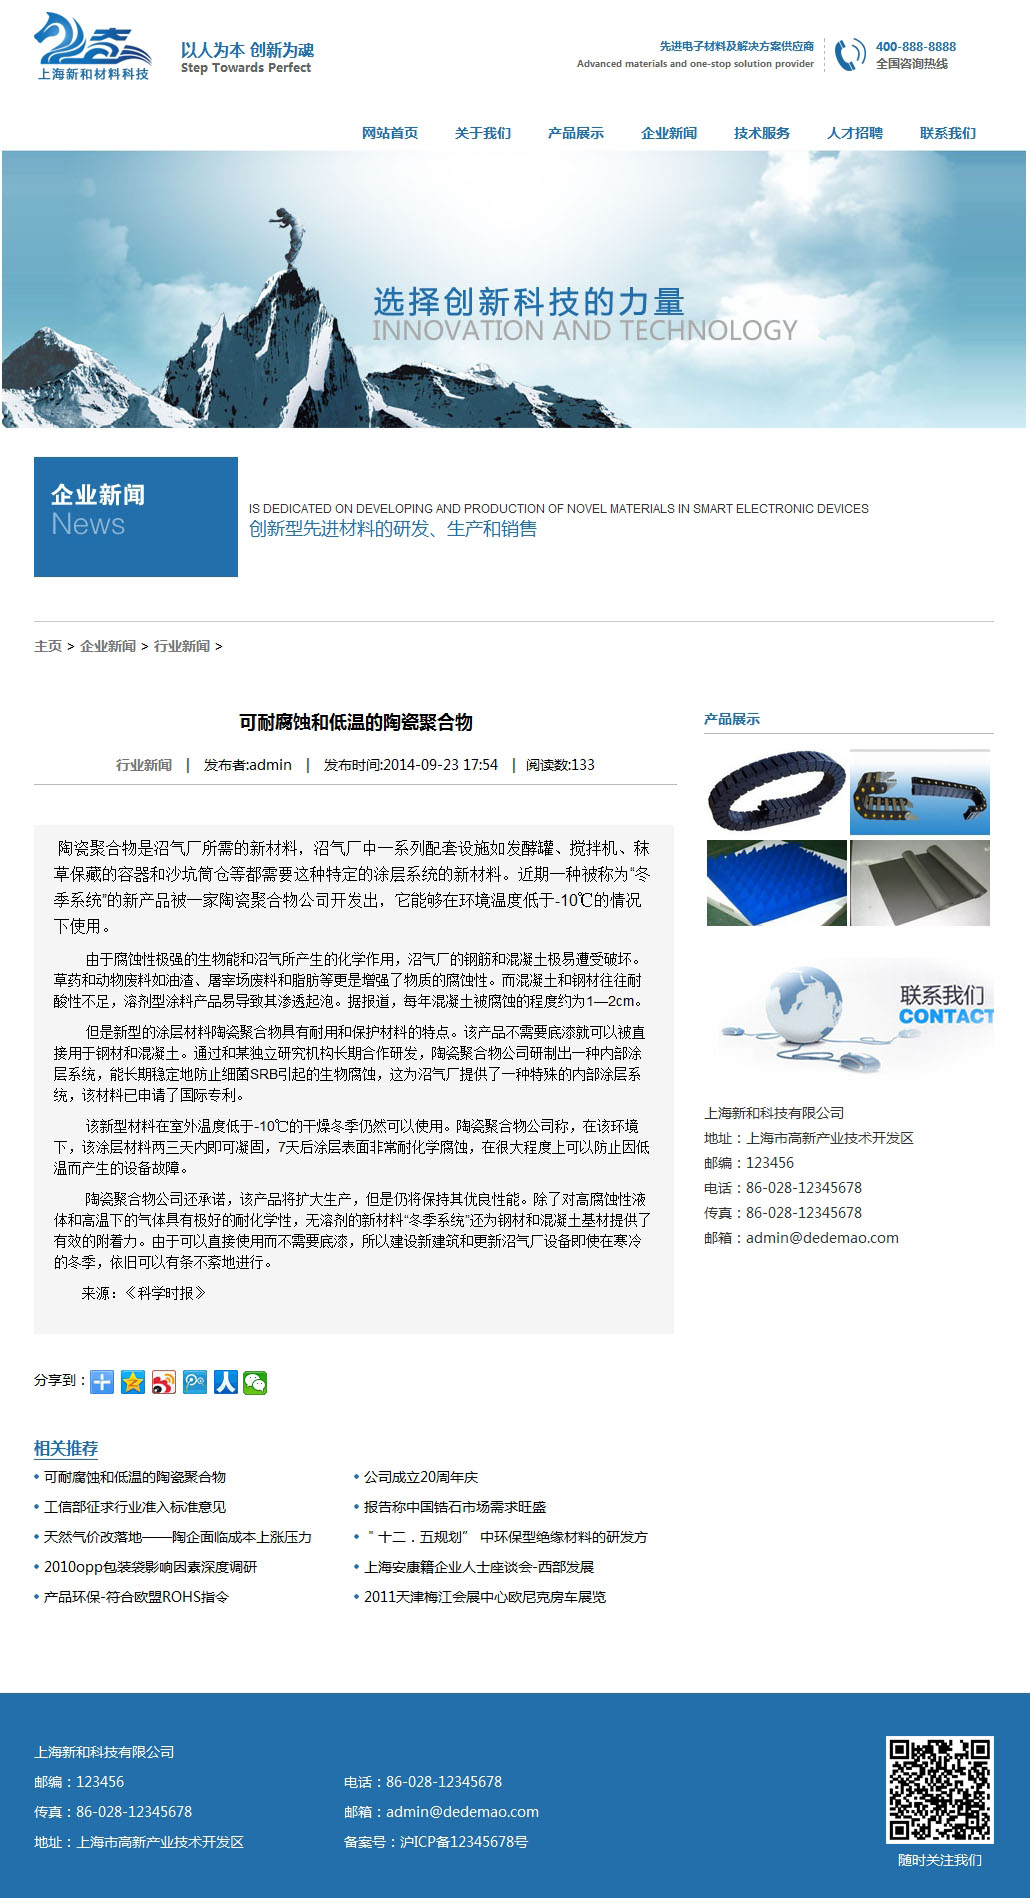 上海新和材料科技
以人为本 创新为魂
Step Towards Perfect
先进电子材料及解决方案供应商
Advanced materials and one-stop solution provider
400-888-8888
全国咨询热线
网站首页 关于我们 产品展示 企业新闻 技术服务 人才招聘 联系我们
选择创新科技的力量
INNOVATION AND TECHNOLOGY
企业新闻
News
IS DEDICATED ON DEVELOPING AND PRODUCTION OF NOVEL MATERIALS IN SMART ELECTRONIC DEVICES
创新型先进材料的研发、生产和销售
主页 > 企业新闻 > 行业新闻 >
可耐腐蚀和低温的陶瓷聚合物
行业新闻 | 发布者:admin | 发布时间:2014-09-23 17:54 | 阅读数:133
陶瓷聚合物是沼气厂所需的新材料，沼气厂中一系列配套设施如发酵罐、搅拌机、秣
草保藏的容器和沙坑筒仓等都需要这种特定的涂层系统的新材料。近期一种被称为“冬
季系统”的新产品被一家陶瓷聚合物公司开发出，它能够在环境温度低于-10℃的情况
下使用。
由于腐蚀性极强的生物能和沼气所产生的化学作用，沼气厂的钢筋和混凝土极易遭受破坏。
草药和动物废料如油渣、屠宰场废料和脂肪等更是增强了物质的腐蚀性。而混凝土和钢材往往耐
酸性不足，溶剂型涂料产品易导致其渗透起泡。据报道，每年混凝土被腐蚀的程度约为1—2cm。
但是新型的涂层材料陶瓷聚合物具有耐用和保护材料的特点。该产品不需要底漆就可以被直
接用于钢材和混凝土。通过和某独立研究机构长期合作研发，陶瓷聚合物公司研制出一种内部涂
层系统，能长期稳定地防止细菌SRB引起的生物腐蚀，这为沼气厂提供了一种特殊的内部涂层系
统，该材料已申请了国际专利。
该新型材料在室外温度低于-10℃的干燥冬季仍然可以使用。陶瓷聚合物公司称，在该环境
下，该涂层材料两三天内即可凝固，7天后涂层表面非常耐化学腐蚀，在很大程度上可以防止因低
温而产生的设备故障。
陶瓷聚合物公司还承诺，该产品将扩大生产，但是仍将保持其优良性能。除了对高腐蚀性液
体和高温下的气体具有极好的耐化学性，无溶剂的新材料“冬季系统”还为钢材和混凝土基材提供了
有效的附着力。由于可以直接使用而不需要底漆，所以建设新建筑和更新沼气厂设备即使在寒冷
的冬季，依旧可以有条不紊地进行。
来源：《科学时报》
产品展示
联系我们
CONTACT
上海新和科技有限公司
地址：上海市高新产业技术开发区
邮编：123456
电话：86-028-12345678
传真：86-028-12345678
邮箱：admin@dedemao.com
分享到：
相关推荐
可耐腐蚀和低温的陶瓷聚合物
公司成立20周年庆
工信部征求行业准入标准意见
报告称中国锆石市场需求旺盛
天然气价改落地——陶企面临成本上涨压力
＂十二．五规划” 中环保型绝缘材料的研发方
2010opp包装袋影响因素深度调研
上海安康籍企业人士座谈会-西部发展
产品环保-符合欧盟ROHS指令
2011天津梅江会展中心欧尼克房车展览
上海新和科技有限公司
邮编：123456
电话：86-028-12345678
传真：86-028-12345678
邮箱：admin@dedemao.com
地址：上海市高新产业技术开发区
备案号：沪ICP备12345678号
随时关注我们